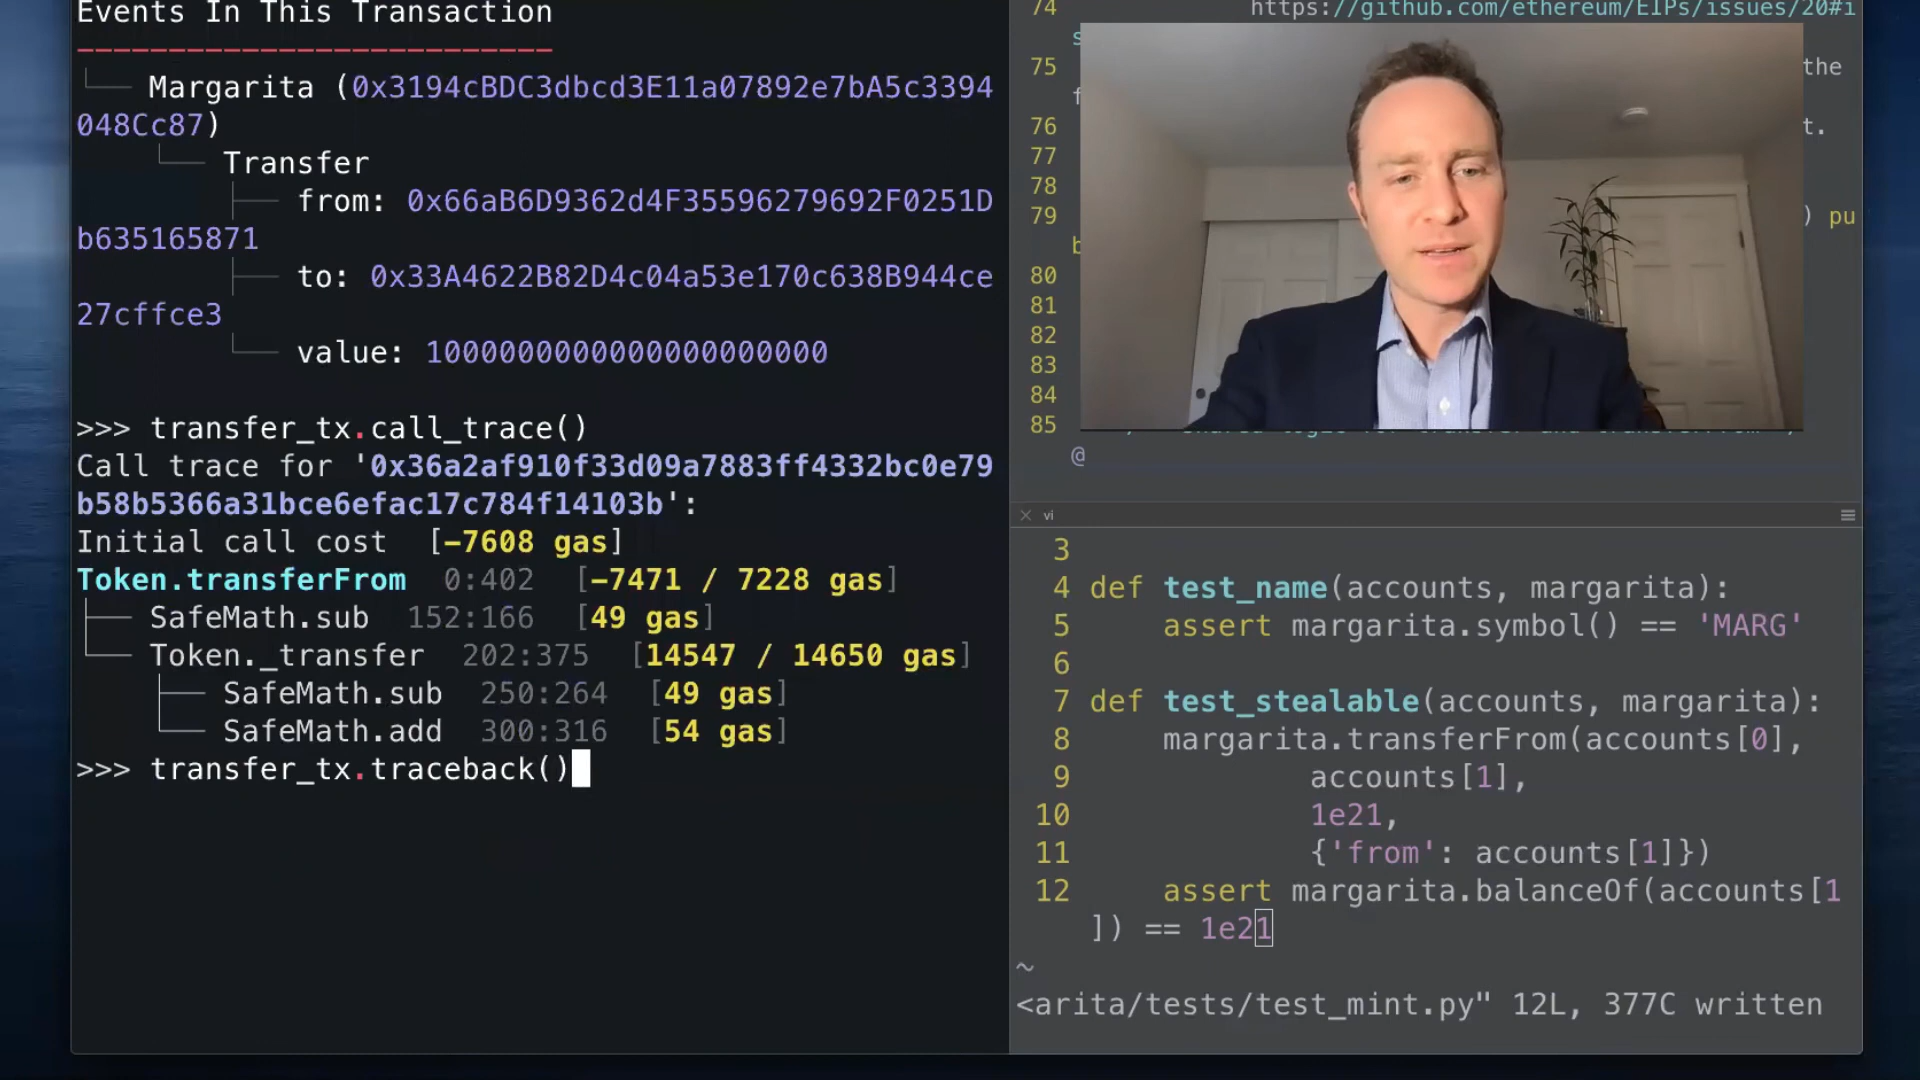 Events In This Transaction
Margarita (0x3194cBDC3dbcd3E11a07892e7bA5c3394
048Cc87)
Transfer
from: 0x66aB6D9362d4F35596279692F0251D
b635165871
to: 0x33A4622B82D4c04a53e170c638B944ce
27cffce3
value: 1000000000000000000000
>>> transfer_tx.call_trace()
Call trace for '0x36a2af910f33d09a7883ff4332bc0e79
b58b5366a31bce6efac17c784f14103b':
Initial call cost [-7608 gas]
Token.transferFrom 0:402 [-7471 / 7228 gas]
SafeMath.sub 152:166 [49 gas]
Token._transfer 202:375 [14547 / 14650 gas]
SafeMath.sub 250:264 [49 gas]
SafeMath.add 300:316 [54 gas]
>>> transfer_tx.traceback()
74 https://github.com/ethereum/EIPs/issues/20#i
s
75 the
f
76 t.
77
78
79 ) pu
b
80
81
82
83
84
85
@
× vi
3
4 def test_name(accounts, margarita):
5 assert margarita.symbol() == 'MARG'
6
7 def test_stealable(accounts, margarita):
8 margarita.transferFrom(accounts[0],
9 accounts[1],
10 1e21,
11 {'from': accounts[1]})
12 assert margarita.balanceOf(accounts[1
]) == 1e21
~
<arita/tests/test_mint.py" 12L, 377C written